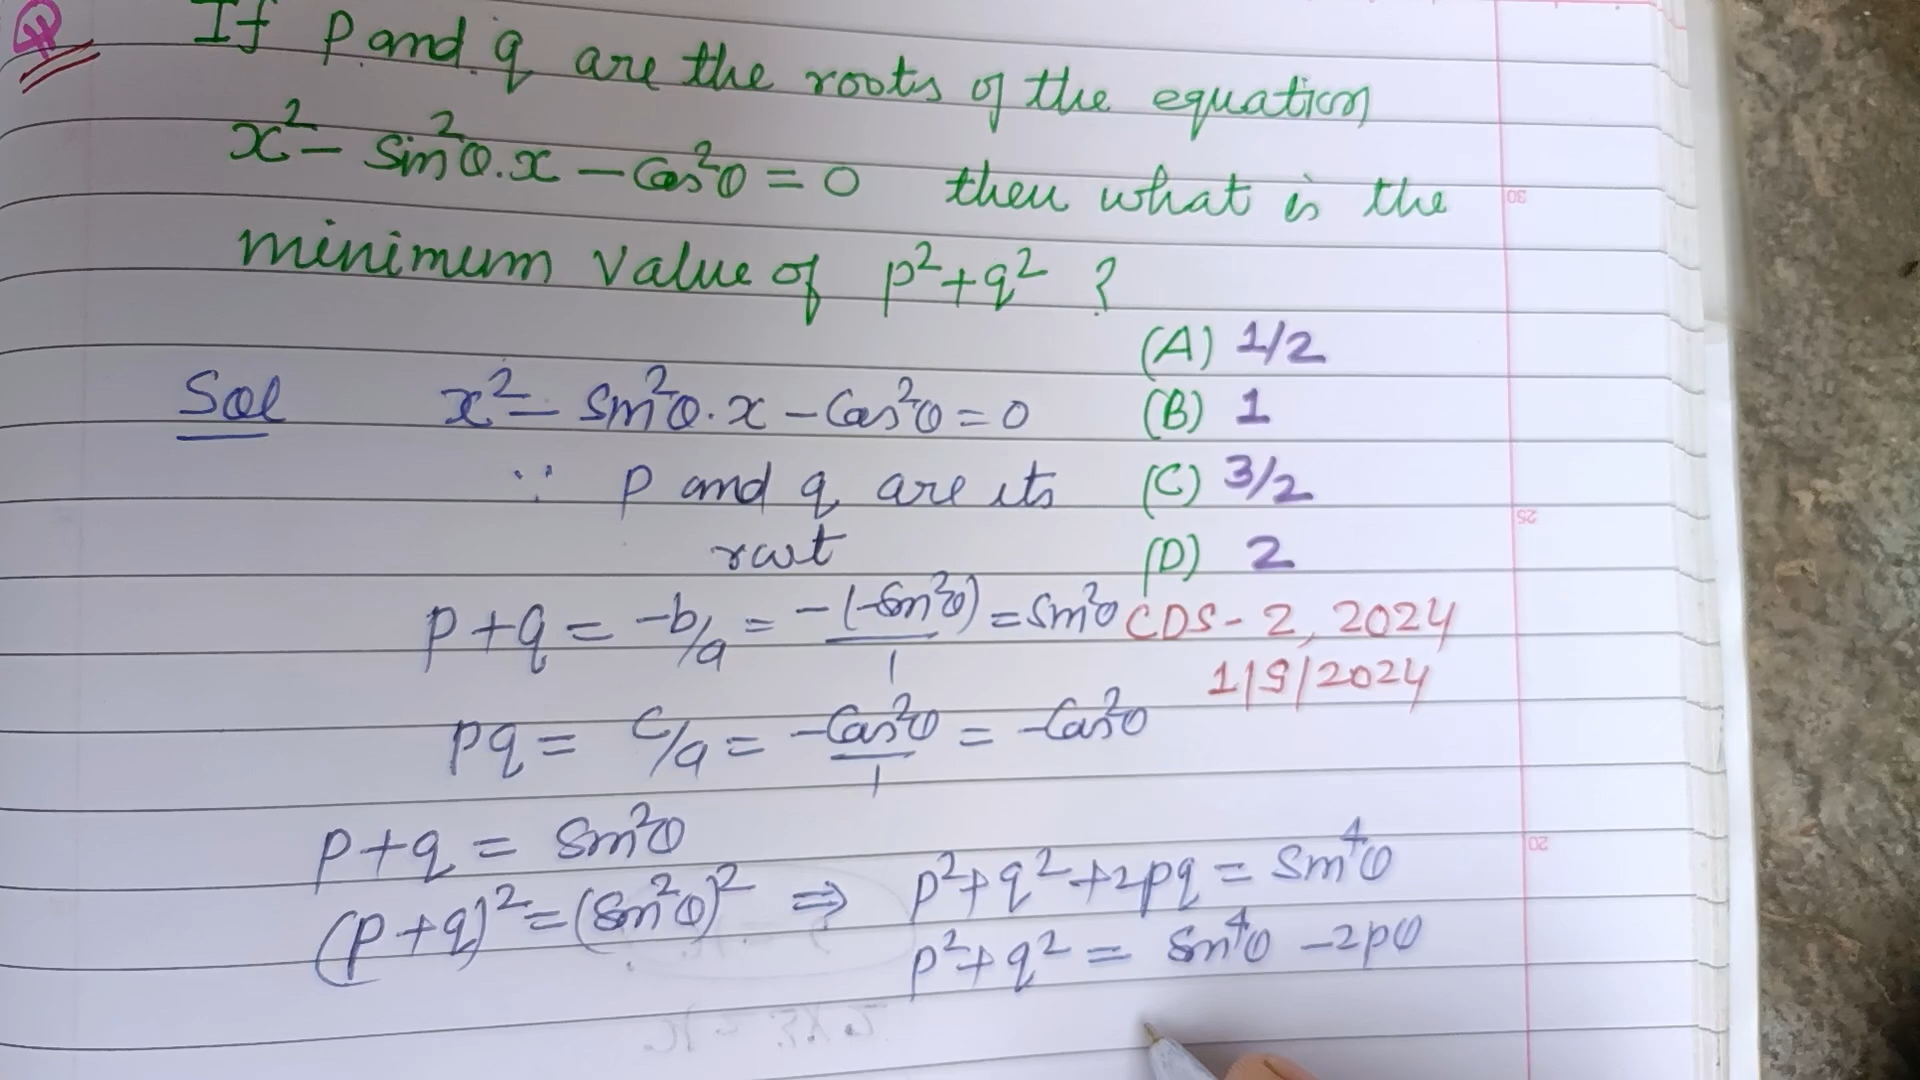 Q
If p and q are the roots of the equation
x² - sin²θ.x - Cos²θ = 0 then what is the
minimum value of p²+q² ?
(A) 1/2
Sol x² - Sin²θ.x - Cos²θ = 0 (B) 1
∵ p and q are its (C) 3/2
root (D) 2
p+q = -b/a = -(-Sin²θ)/1 = Sin²θ CDS-2, 2024
1/9/2024
pq = c/a = -Cos²θ/1 = -Cos²θ
p+q = Sin²θ
(p+q)² = (Sin²θ)² ⇒ p²+q²+2pq = Sin⁴θ
p²+q² = Sin⁴θ - 2pθ
30
25
20